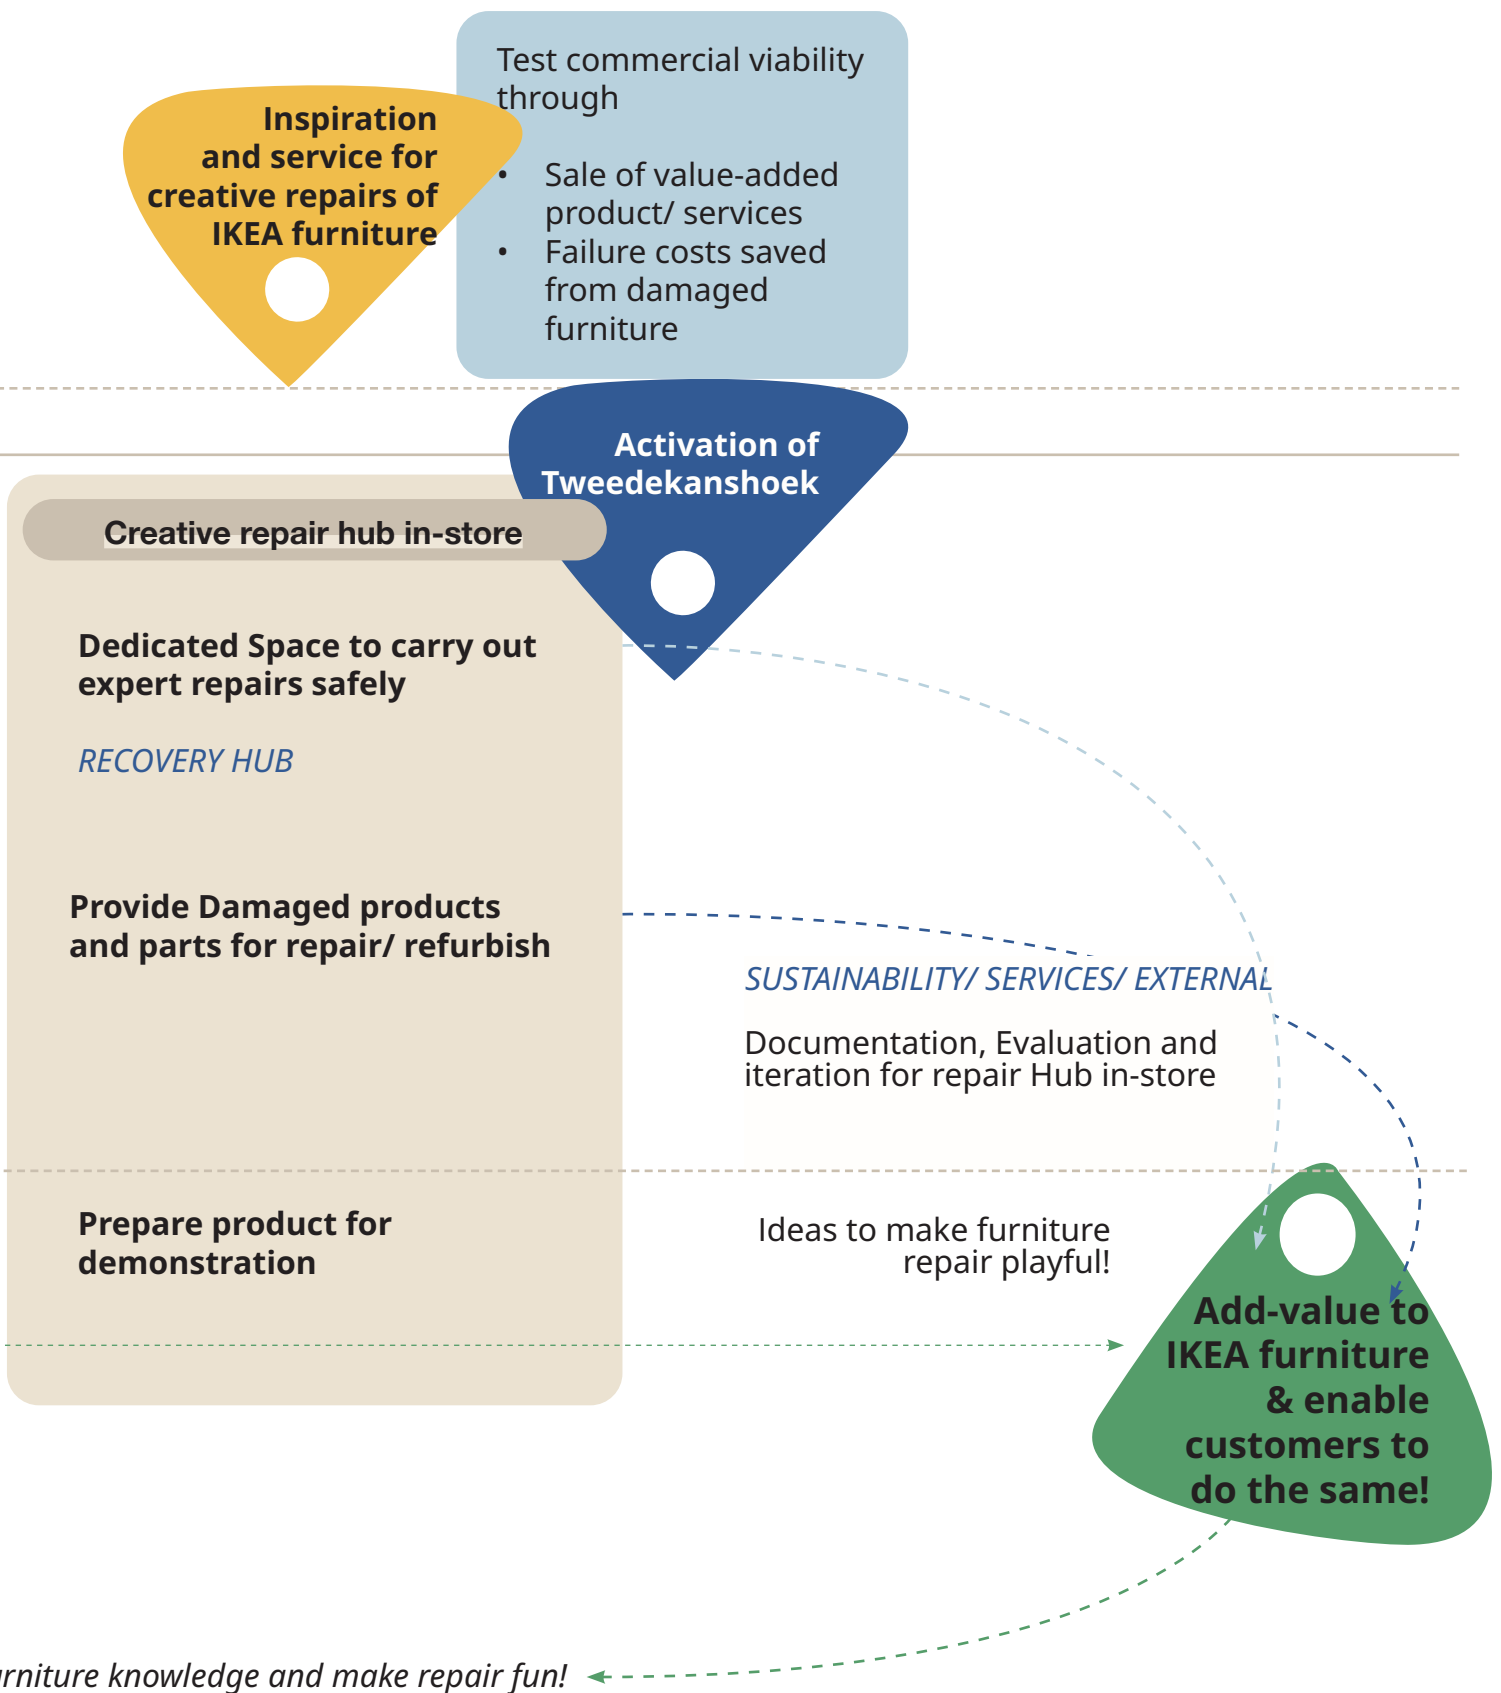 Test commercial viability
through
Inspiration
and service for
creative repairs of
IKEA furniture
• Sale of value-added
product/ services
• Failure costs saved
from damaged
furniture
Activation of
Tweedekanshoek
Creative repair hub in-store
Dedicated Space to carry out
expert repairs safely
RECOVERY HUB
Provide Damaged products
and parts for repair/ refurbish
SUSTAINABILITY/ SERVICES/ EXTERNAL
Documentation, Evaluation and
iteration for repair Hub in-store
Prepare product for
demonstration
Ideas to make furniture
repair playful!
Add-value to
IKEA furniture
& enable
customers to
do the same!
knowledge and make repair fun!